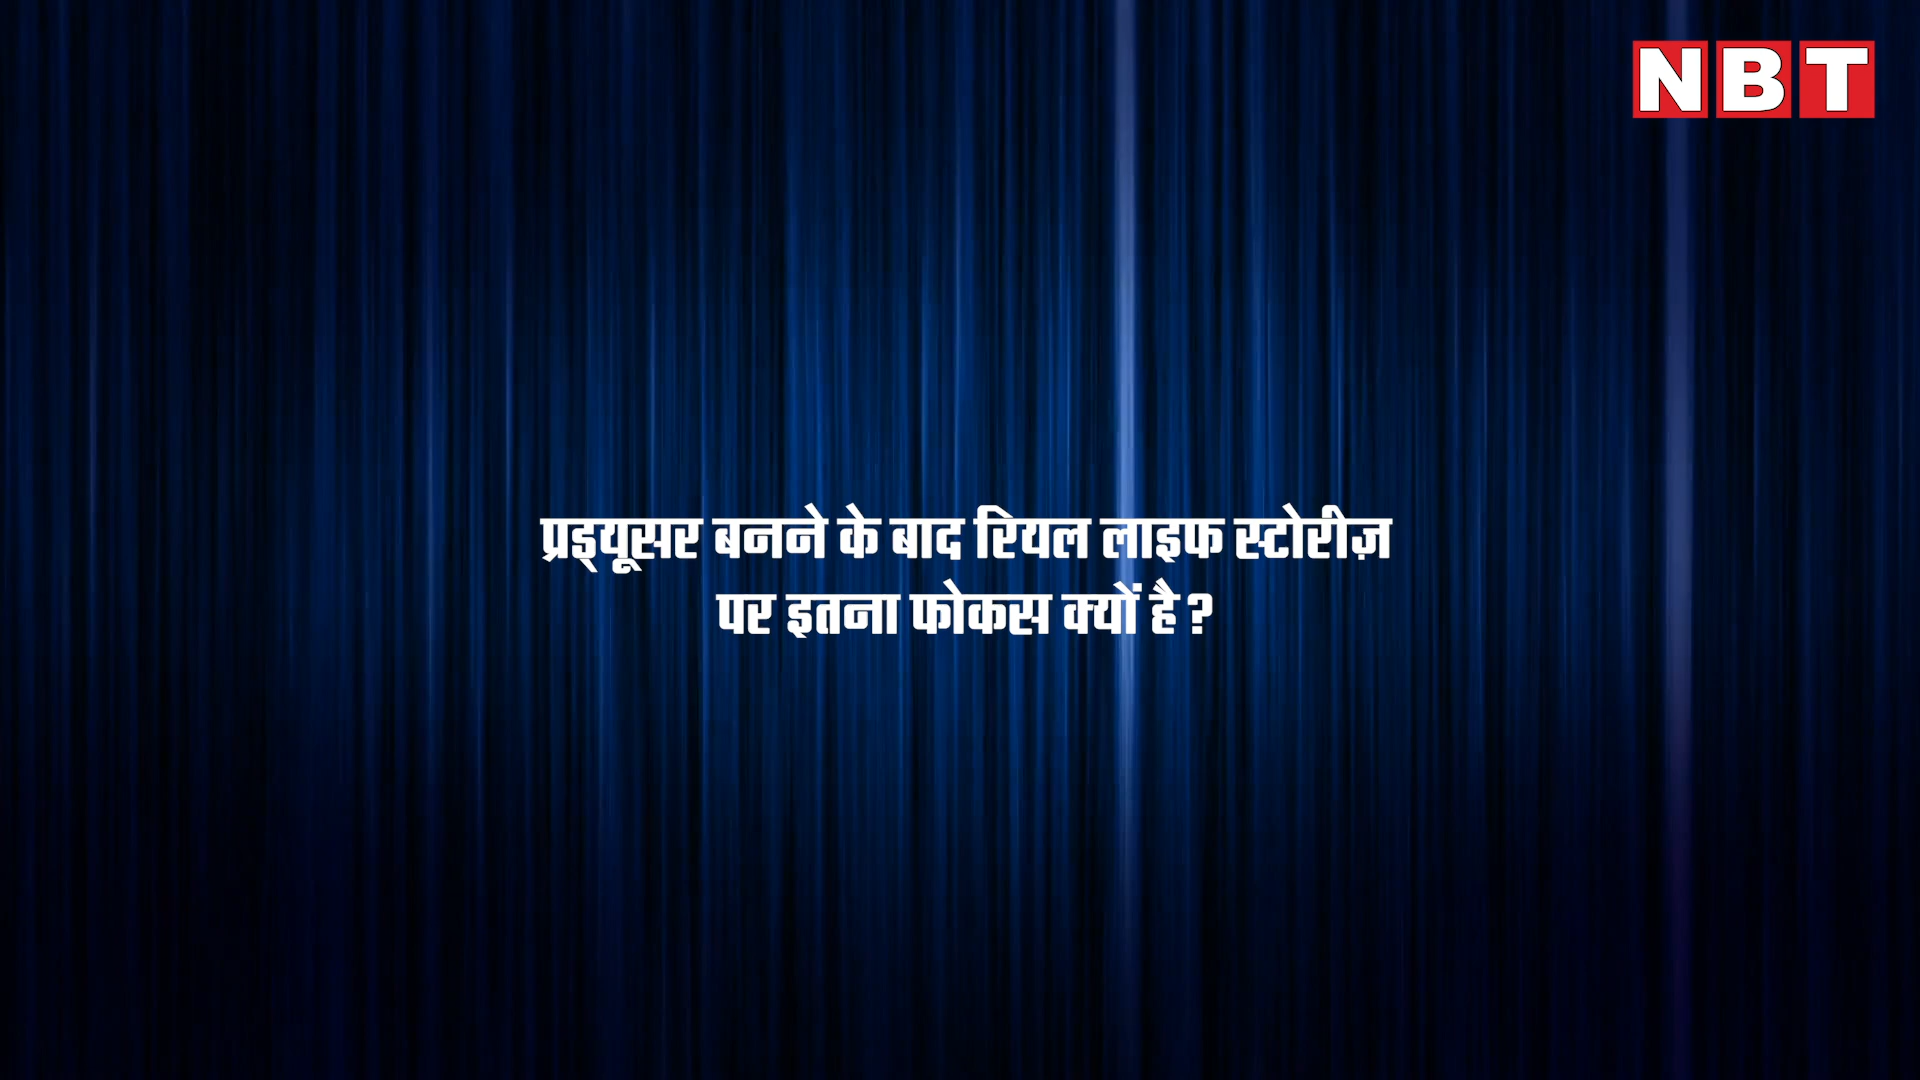 NBT
प्रड्यूसर बनने के बाद रियल लाइफ स्टोरीज़
पर इतना फोकस क्यों है?